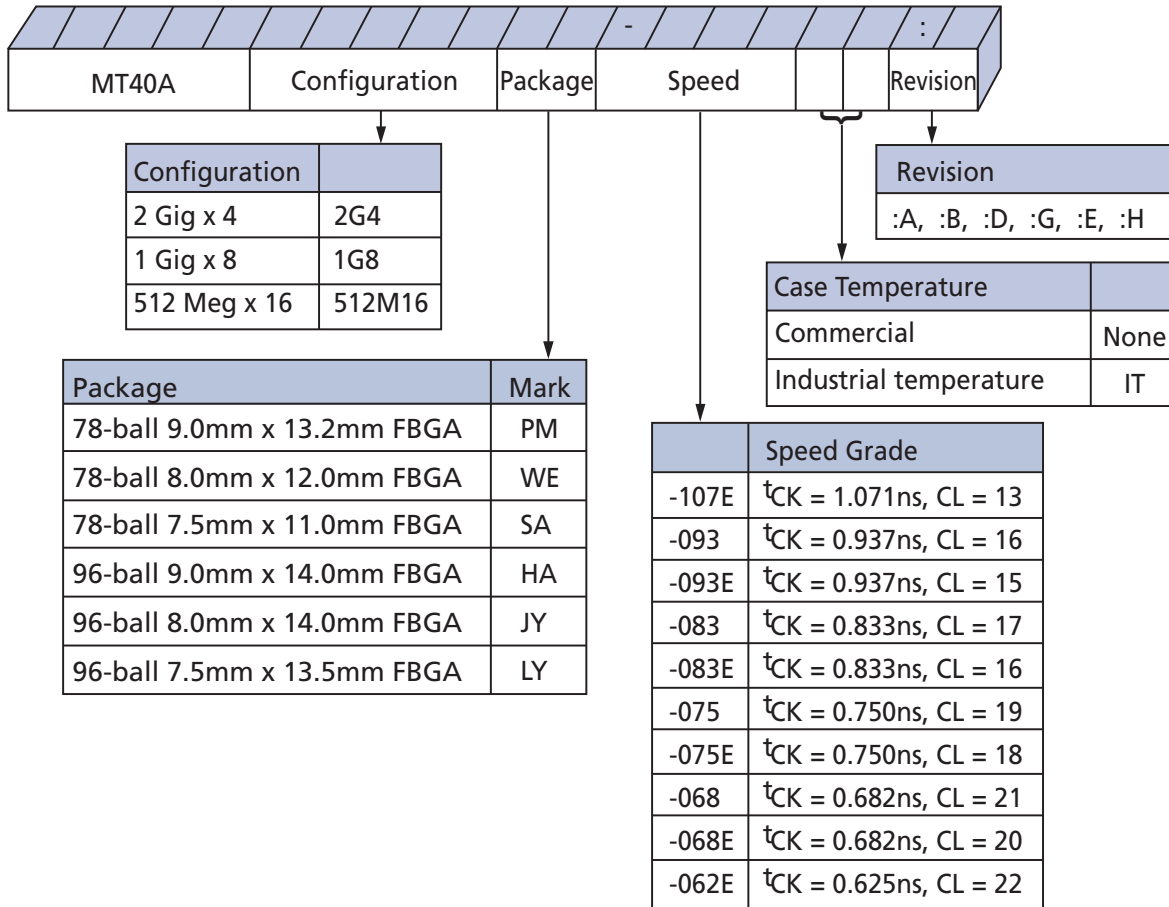 - :
MT40A Configuration Package Speed Revision
Configuration
2 Gig x 4 2G4
1 Gig x 8 1G8
512 Meg x 16 512M16
Revision
:A, :B, :D, :G, :E, :H
Case Temperature
Commercial None
Industrial temperature IT
Package Mark
78-ball 9.0mm x 13.2mm FBGA PM
78-ball 8.0mm x 12.0mm FBGA WE
78-ball 7.5mm x 11.0mm FBGA SA
96-ball 9.0mm x 14.0mm FBGA HA
96-ball 8.0mm x 14.0mm FBGA JY
96-ball 7.5mm x 13.5mm FBGA LY
Speed Grade
-107E tCK = 1.071ns, CL = 13
-093 tCK = 0.937ns, CL = 16
-093E tCK = 0.937ns, CL = 15
-083 tCK = 0.833ns, CL = 17
-083E tCK = 0.833ns, CL = 16
-075 tCK = 0.750ns, CL = 19
-075E tCK = 0.750ns, CL = 18
-068 tCK = 0.682ns, CL = 21
-068E tCK = 0.682ns, CL = 20
-062E tCK = 0.625ns, CL = 22